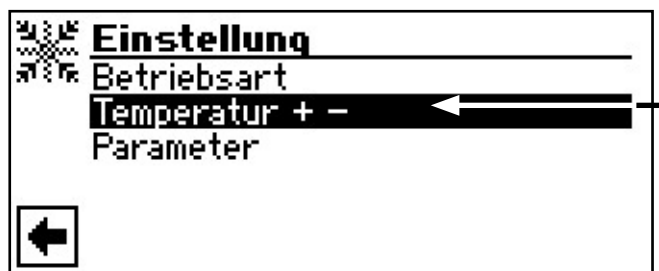 Einstellung
Betriebsart
Temperatur + −
Parameter